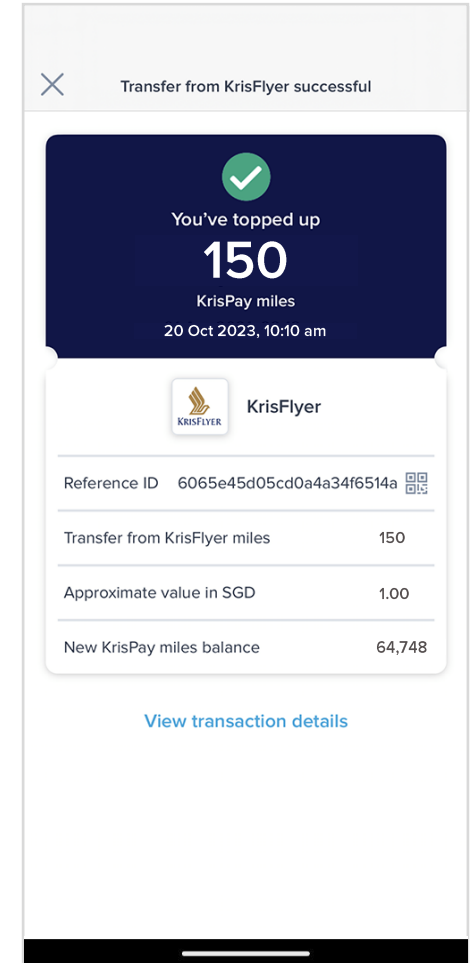 Transfer from KrisFlyer successful
You've topped up
150
KrisPay miles
20 Oct 2023, 10:10 am
KRISFLYER
KrisFlyer
Reference ID 6065e45d05cd0a4a34f6514a
Transfer from KrisFlyer miles 150
Approximate value in SGD 1.00
New KrisPay miles balance 64,748
View transaction details